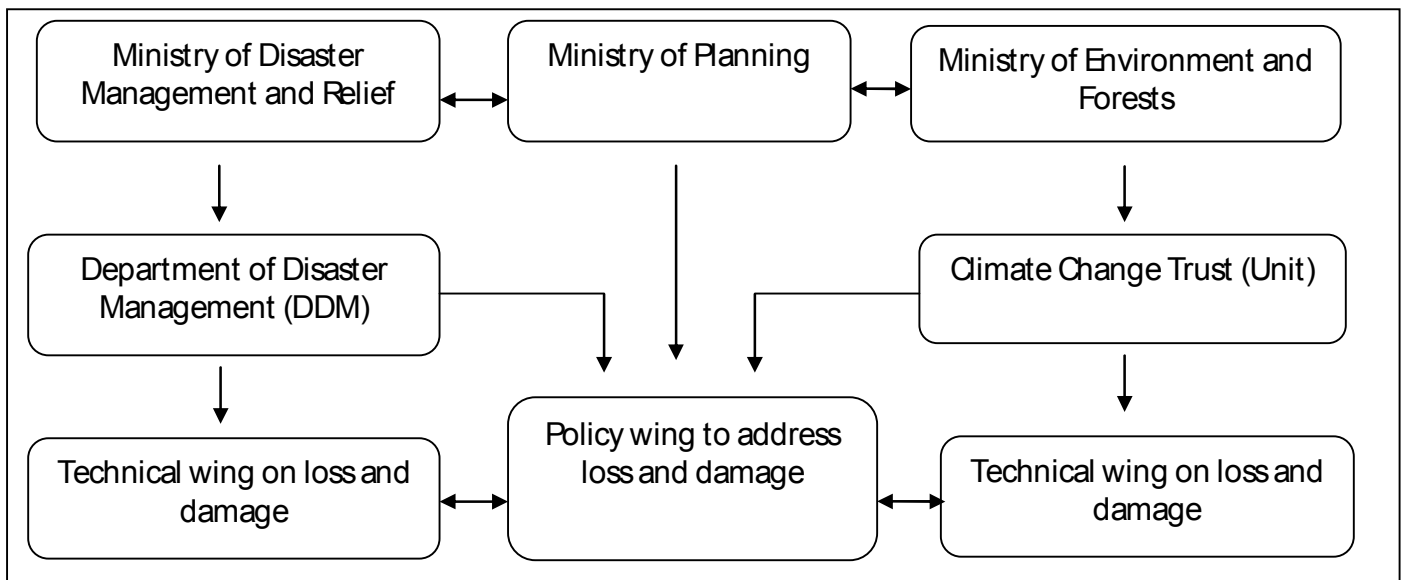 Ministry of Disaster
Management and Relief
Ministry of Planning
Ministry of Environment and
Forests
Department of Disaster
Management (DDM)
Climate Change Trust (Unit)
Technical wing on loss and
damage
Policy wing to address
loss and damage
Technical wing on loss and
damage